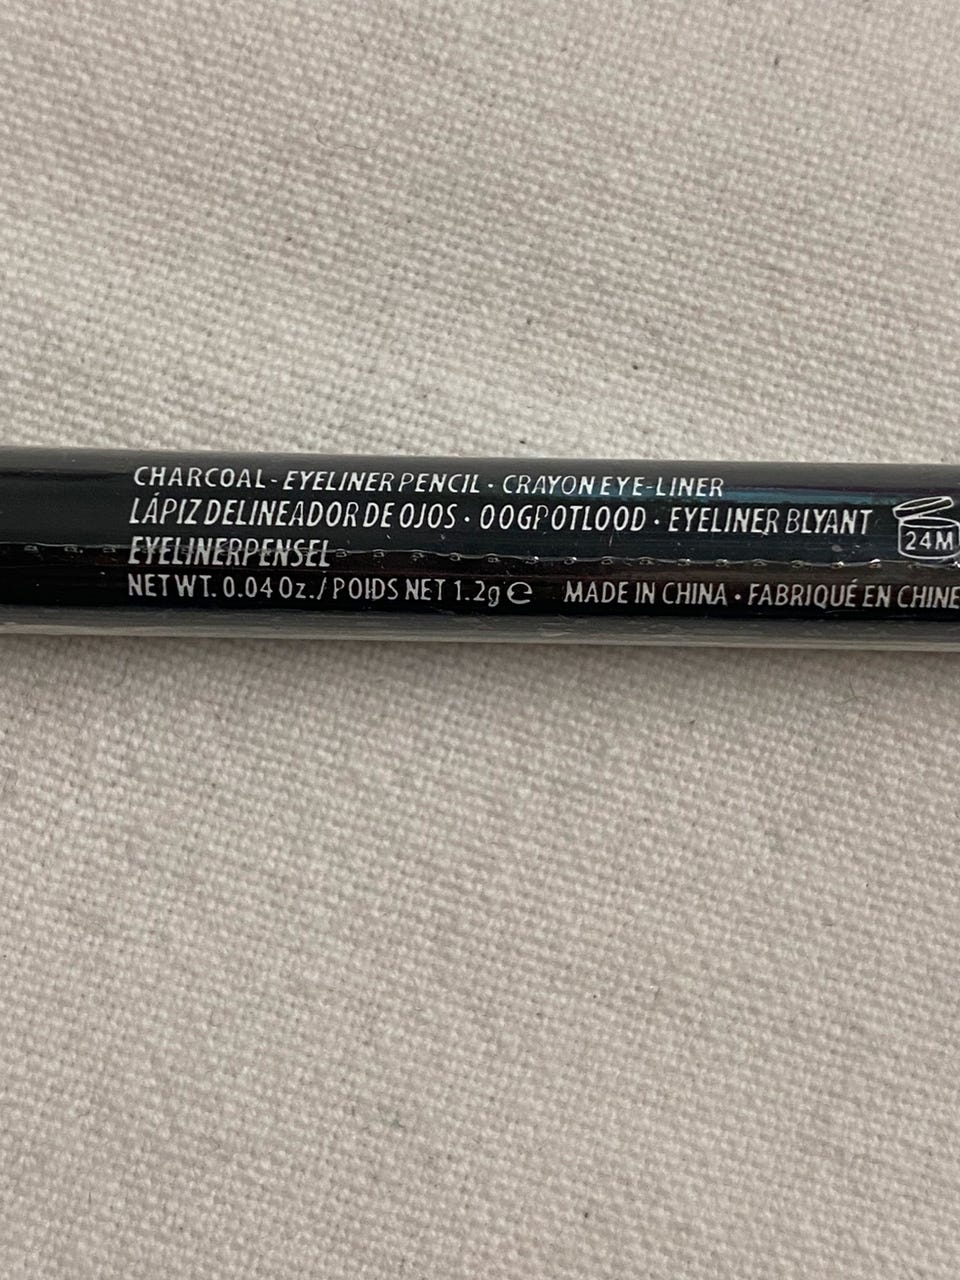 CHARCOAL - EYELINER PENCIL · CRAYON EYE-LINER
LÁPIZ DELINEADOR DE OJOS · OOGPOTLOOD · EYELINER BLYANT
24M
EYELINERPENSEL
NET WT. 0.04 Oz. / POIDS NET 1.2g ℮ MADE IN CHINA · FABRIQUÉ EN CHINE